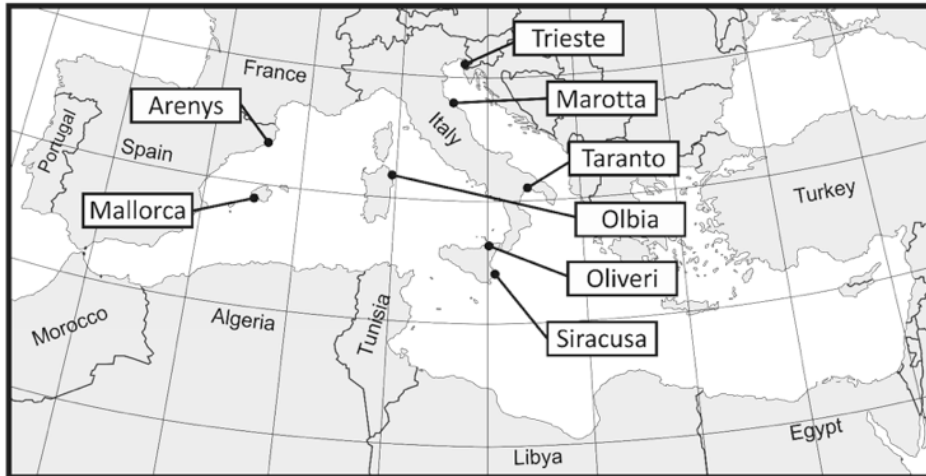 Trieste
France
Arenys
Marotta
Italy
Portugal
Spain
Taranto
Turkey
Mallorca
Olbia
Oliveri
Morocco
Algeria
Tunisia
Siracusa
Egypt
Libya